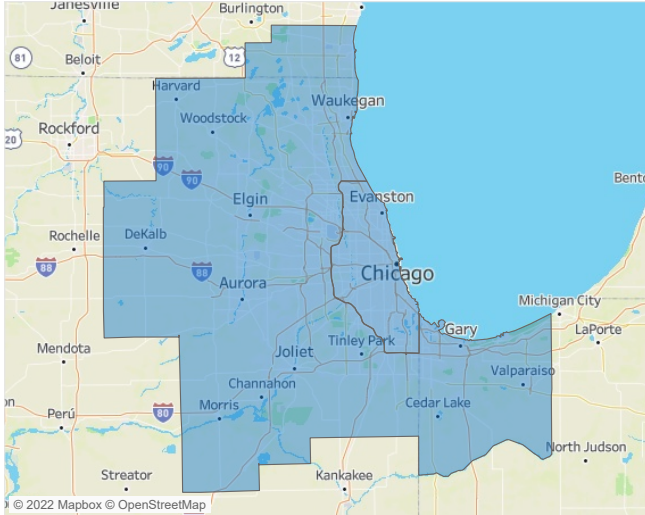 Janesville
Burlington
81
12
Beloit
Harvard
Waukegan
Woodstock
Rockford
20
90
90
Evanston
Elgin
DeKalb
Rochelle
88
88
Chicago
Aurora
Michigan City
Gary
LaPorte
Tinley Park
Mendota
Joliet
Valparaiso
Channahon
Cedar Lake
Morris
80
Perú
North Judson
Streator
Kankakee
© 2022 Mapbox © OpenStreetMap